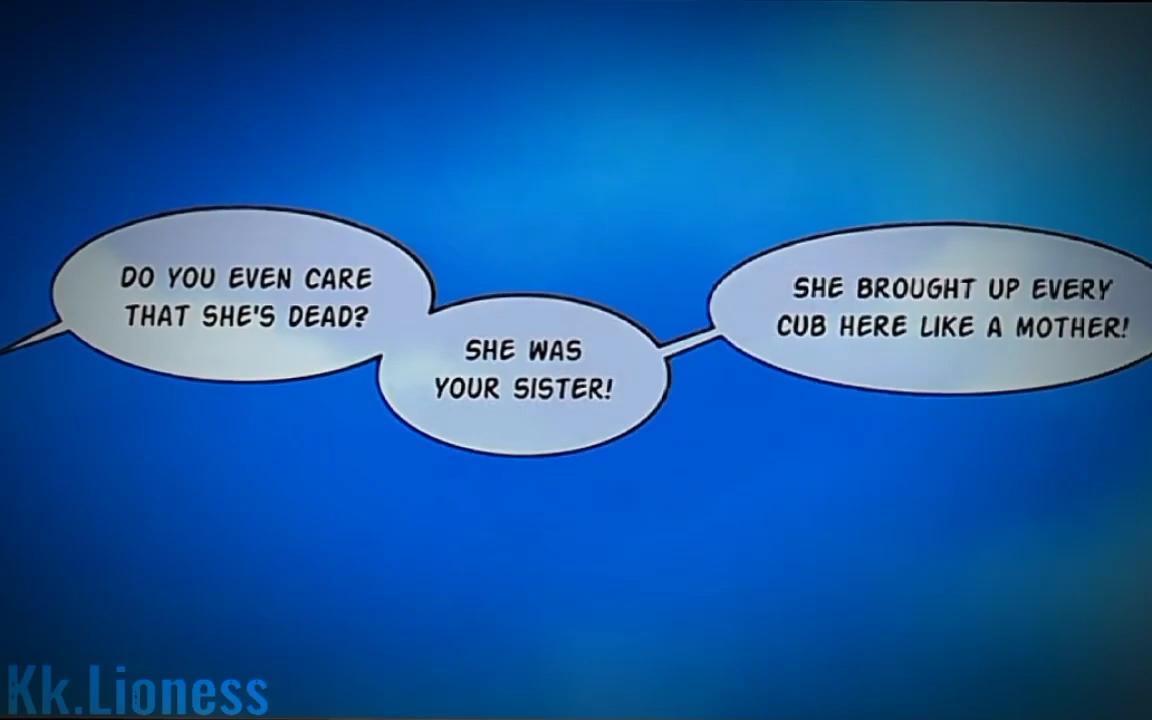 DO YOU EVEN CARE
THAT SHE'S DEAD?
SHE WAS
YOUR SISTER!
SHE BROUGHT UP EVERY
CUB HERE LIKE A MOTHER!
Kk.Lioness